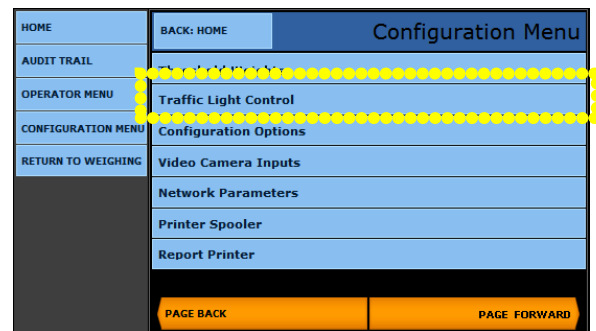 HOME
AUDIT TRAIL
OPERATOR MENU
CONFIGURATION MENU
RETURN TO WEIGHING
BACK: HOME
Configuration Menu
Traffic Light Control
Configuration Options
Video Camera Inputs
Network Parameters
Printer Spooler
Report Printer
PAGE BACK
PAGE FORWARD